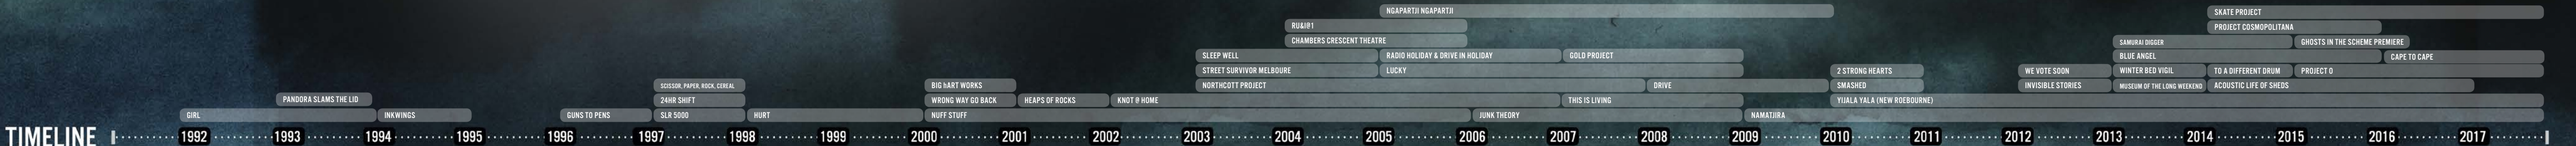 NGAPARTJI NGAPARTJI
SKATE PROJECT
RU&I@1
PROJECT COSMOPOLITANA
CHAMBERS CRESCENT THEATRE
SAMURAI DIGGER
GHOSTS IN THE SCHEME PREMIERE
SLEEP WELL
RADIO HOLIDAY & DRIVE IN HOLIDAY
GOLD PROJECT
BLUE ANGEL
CAPE TO CAPE
STREET SURVIVOR MELBOURE
LUCKY
2 STRONG HEARTS
WE VOTE SOON
WINTER BED VIGIL
TO A DIFFERENT DRUM
PROJECT O
SCISSOR, PAPER, ROCK, CEREAL
BIG hART WORKS
NORTHCOTT PROJECT
DRIVE
SMASHED
INVISIBLE STORIES
MUSEUM OF THE LONG WEEKEND
ACOUSTIC LIFE OF SHEDS
PANDORA SLAMS THE LID
24HR SHIFT
WRONG WAY GO BACK
HEAPS OF ROCKS
KNOT @ HOME
THIS IS LIVING
YIJALA YALA (NEW ROEBOURNE)
GIRL
INKWINGS
GUNS TO PENS
SLR 5000
HURT
NUFF STUFF
JUNK THEORY
NAMATJIRA
TIMELINE 1992 1993 1994 1995 1996 1997 1998 1999 2000 2001 2002 2003 2004 2005 2006 2007 2008 2009 2010 2011 2012 2013 2014 2015 2016 2017